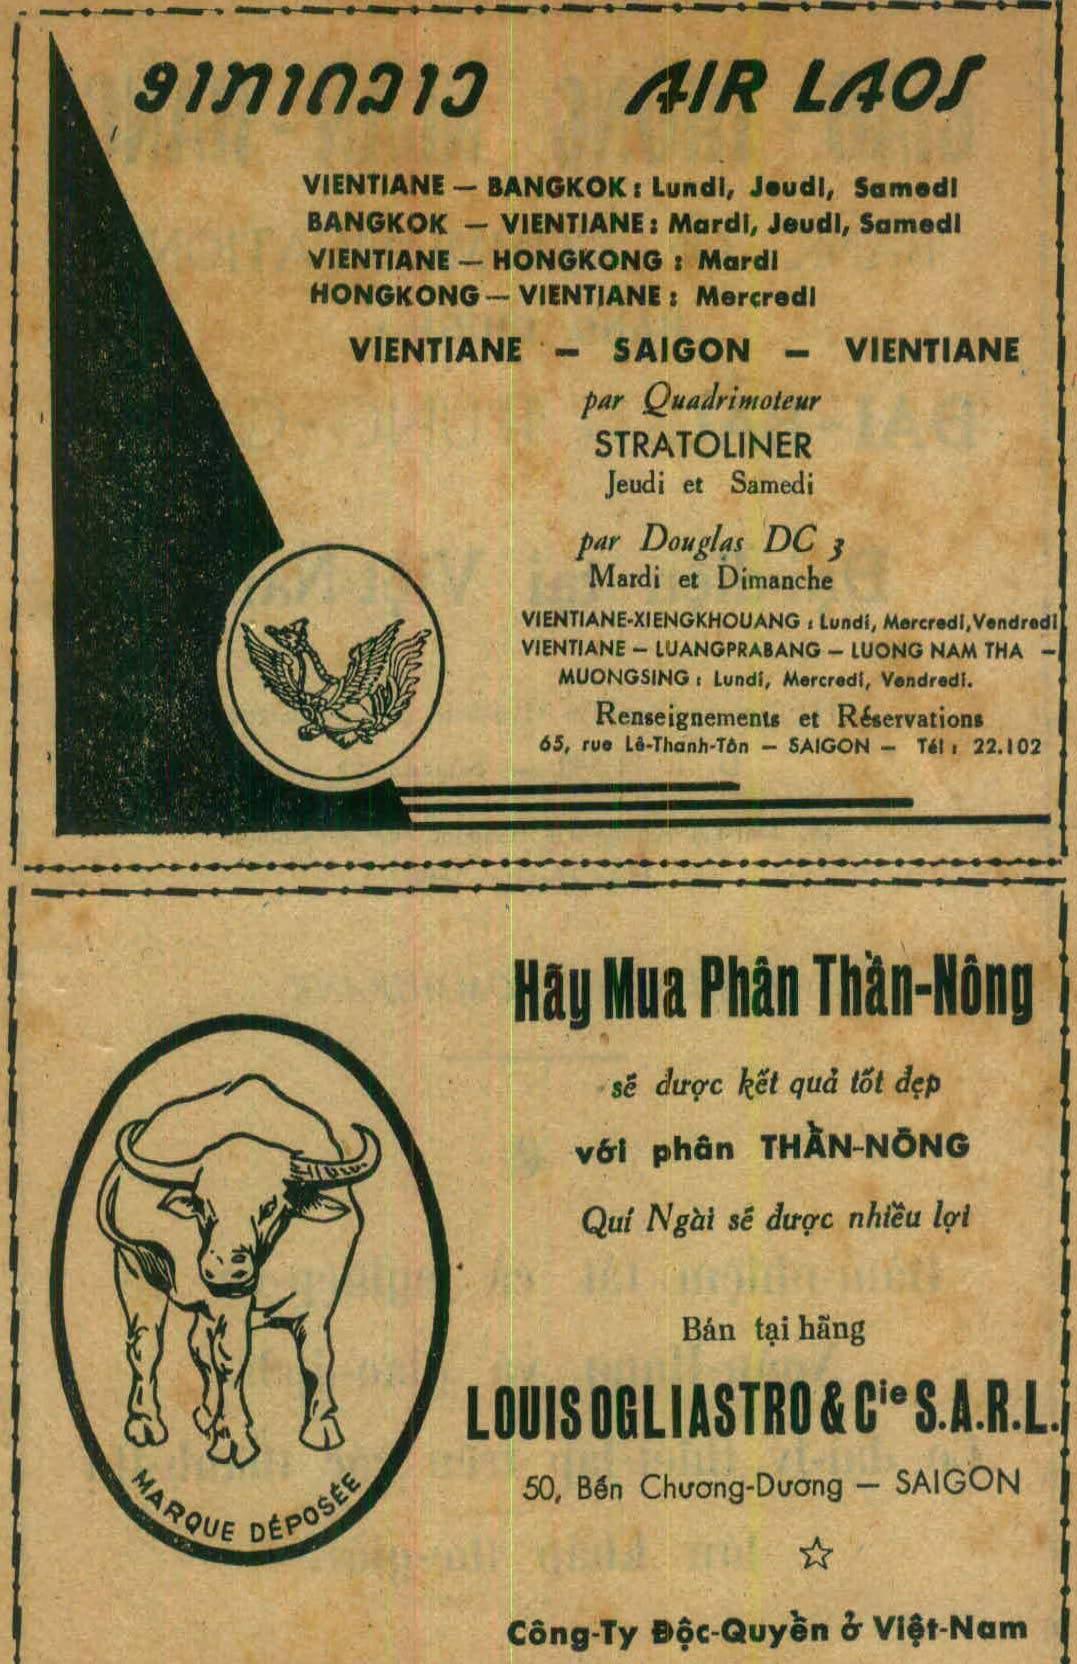 ອາກາດລາວ AIR LAOS
VIENTIANE — BANGKOK : Lundi, Jeudi, Samedi
BANGKOK — VIENTIANE : Mardi, Jeudi, Samedi
VIENTIANE — HONGKONG : Mardi
HONGKONG — VIENTIANE : Mercredi
VIENTIANE – SAIGON – VIENTIANE
par Quadrimoteur
STRATOLINER
Jeudi et Samedi
par Douglas DC 3
Mardi et Dimanche
VIENTIANE-XIENGKHOUANG : Lundi, Mercredi, Vendredi
VIENTIANE – LUANGPRABANG – LUONG NAM THA –
MUONGSING : Lundi, Mercredi, Vendredi.
Renseignements et Réservations
65, rue Lê-Thanh-Tôn – SAIGON – Tél : 22.102
Hãy Mua Phân Thần-Nông
sẽ được kết quả tốt đẹp
với phân THẦN-NÔNG
Quí Ngài sẽ được nhiều lợi
Bán tại hãng
LOUIS OGLIASTRO & Cie S.A.R.L.
50, Bến Chương-Dương — SAIGON
Công-Ty Độc-Quyền ở Việt-Nam
MARQUE DÉPOSÉE